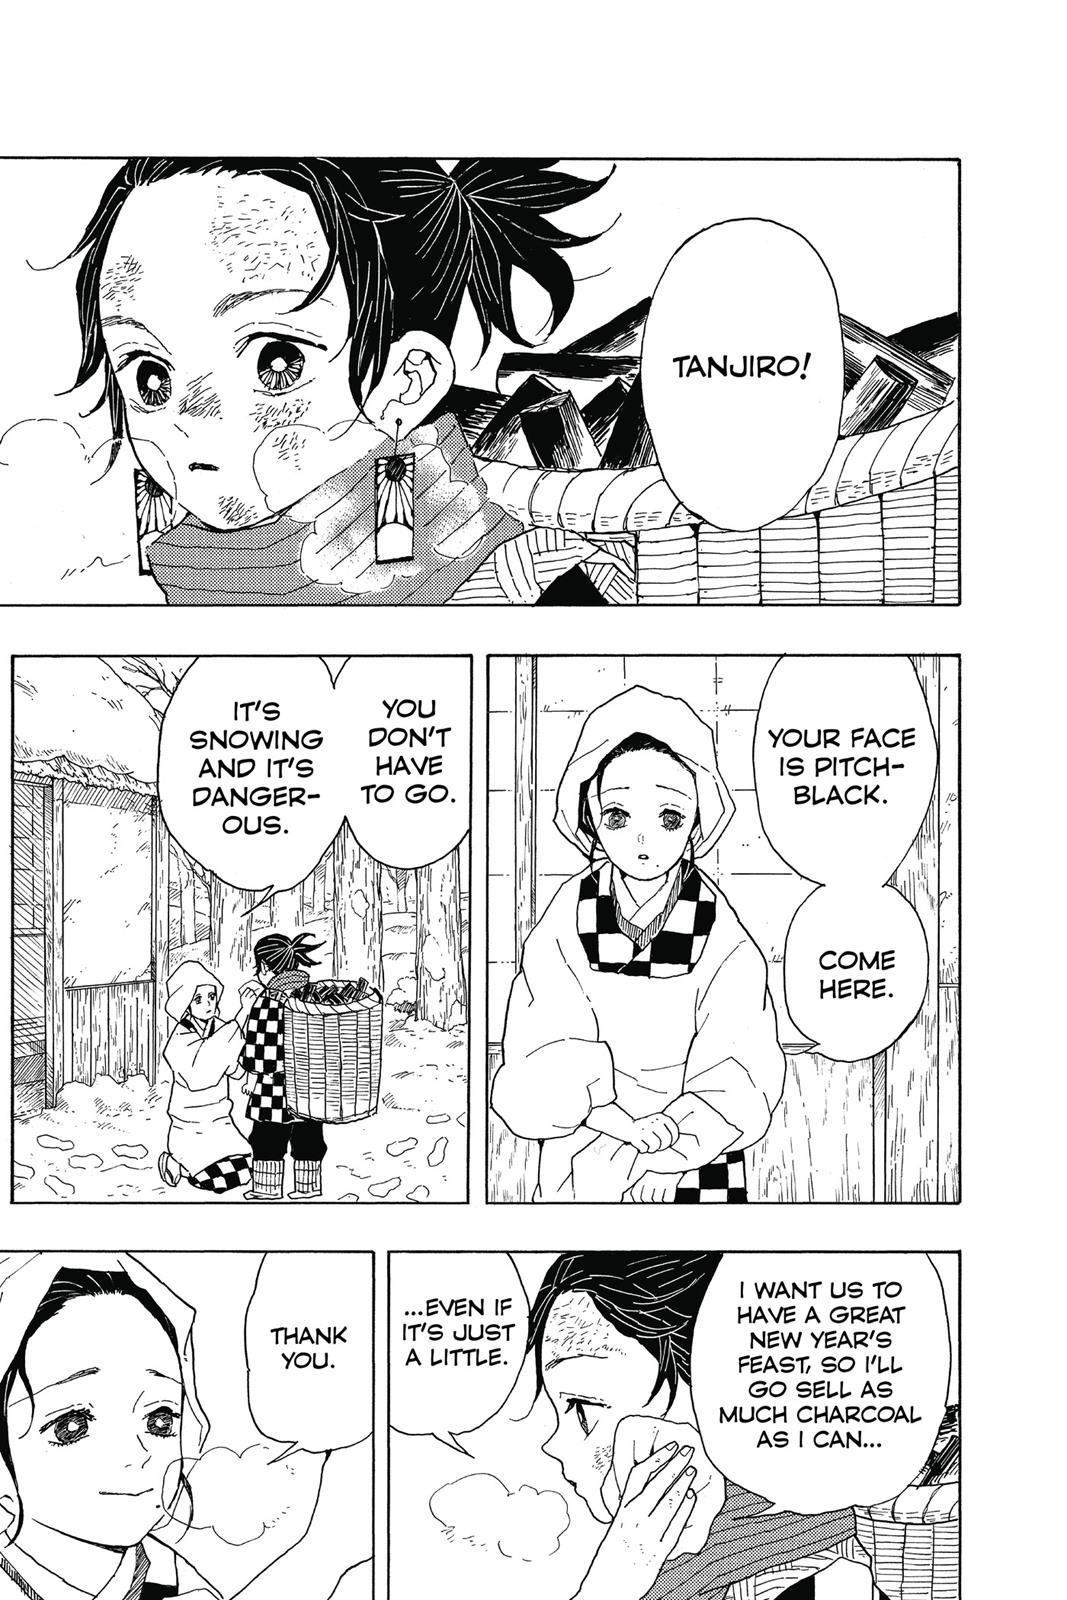 TANJIRO!
YOUR FACE
IS PITCH-
BLACK.
COME
HERE.
YOU
DON'T
HAVE
TO GO.
IT'S
SNOWING
AND IT'S
DANGER-
OUS.
I WANT US TO
HAVE A GREAT
NEW YEAR'S
FEAST, SO I'LL
GO SELL AS
MUCH CHARCOAL
AS I CAN...
...EVEN IF
IT'S JUST
A LITTLE.
THANK
YOU.